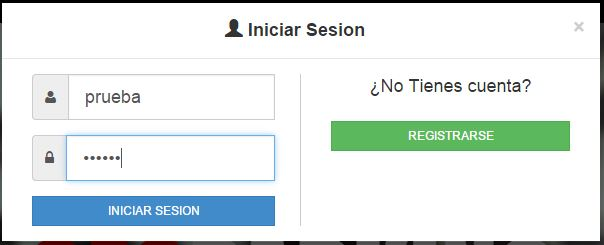 Iniciar Sesion
×
prueba
••••••
INICIAR SESION
¿No Tienes cuenta?
REGISTRARSE